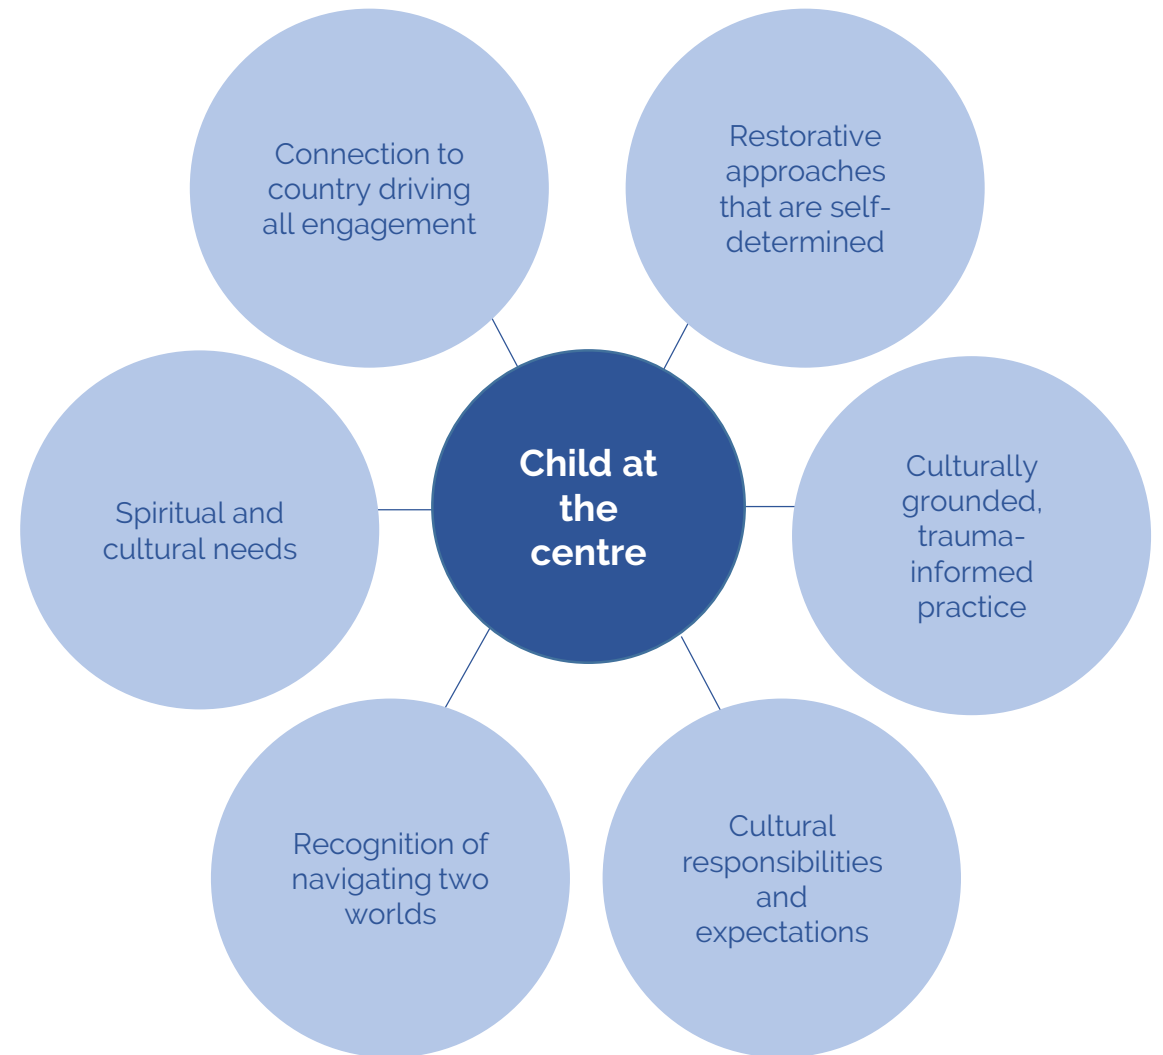 Connection to
country driving
all engagement
Restorative
approaches
that are self-
determined
Child at
the
centre
Culturally
grounded,
trauma-
informed
practice
Spiritual and
cultural needs
Recognition of
navigating two
worlds
Cultural
responsibilities
and
expectations